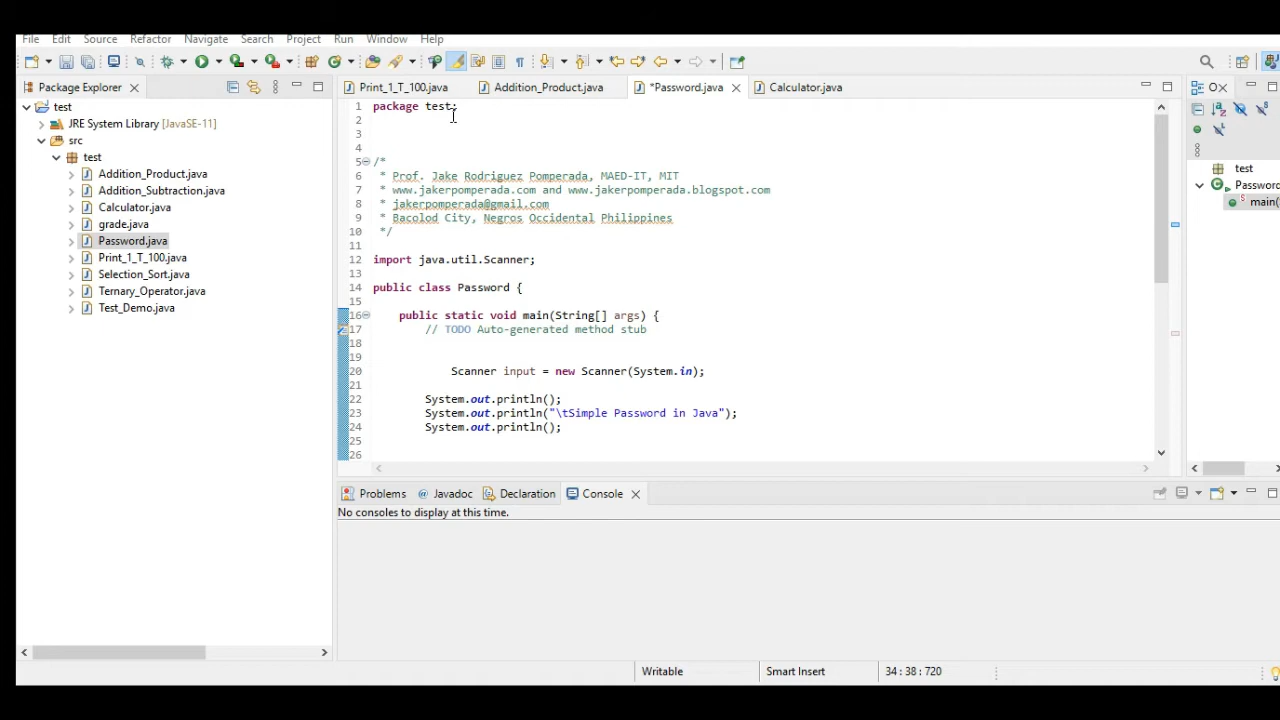 File Edit Source Refactor Navigate Search Project Run Window Help
Package Explorer
test
JRE System Library [JavaSE-11]
src
test
Addition_Product.java
Addition_Subtraction.java
Calculator.java
grade.java
Password.java
Print_1_T_100.java
Selection_Sort.java
Ternary_Operator.java
Test_Demo.java
Print_1_T_100.java Addition_Product.java *Password.java Calculator.java
1 package test;
2
3
4
5 /*
6 * Prof. Jake Rodriguez Pomperada, MAED-IT, MIT
7 * www.jakerpomperada.com and www.jakerpomperada.blogspot.com
8 * jakerpomperada@gmail.com
9 * Bacolod City, Negros Occidental Philippines
10 */
11
12 import java.util.Scanner;
13
14 public class Password {
15
16 public static void main(String[] args) {
17 // TODO Auto-generated method stub
18
19
20 Scanner input = new Scanner(System.in);
21
22 System.out.println();
23 System.out.println("\tSimple Password in Java");
24 System.out.println();
25
26
test
Password
main(
Problems @ Javadoc Declaration Console
No consoles to display at this time.
Writable Smart Insert 34 : 38 : 720